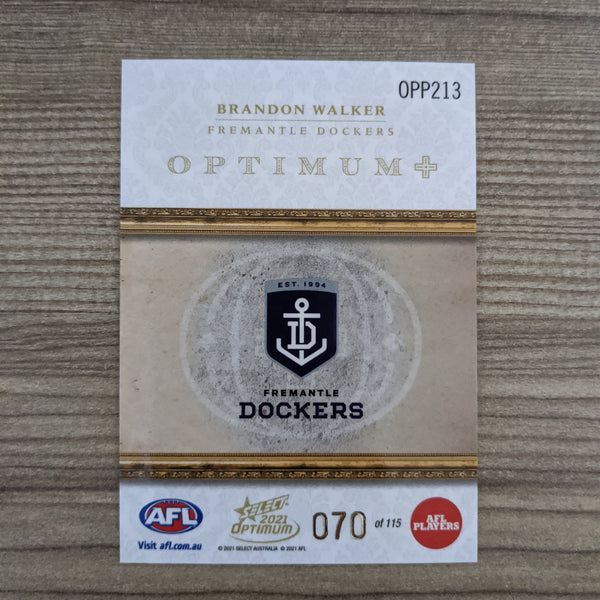 OPP213
BRANDON WALKER
FREMANTLE DOCKERS
OPTIMUM+
EST. 1994
D
FREMANTLE
DOCKERS
AFL
Visit afl.com.au
SELECT
2021
OPTIMUM
© 2021 SELECT AUSTRALIA © 2021 AFL
070 of 115
AFL
PLAYERS